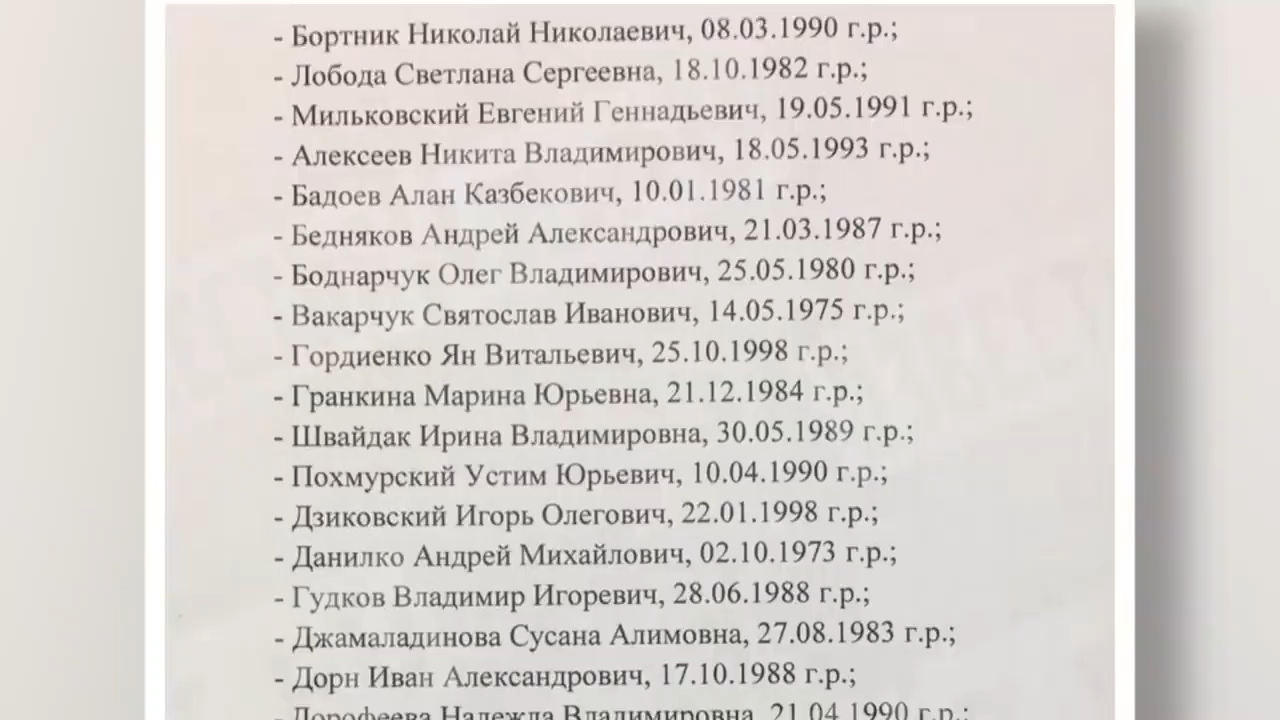 - Бортник Николай Николаевич, 08.03.1990 г.р.;
- Лобода Светлана Сергеевна, 18.10.1982 г.р.;
- Мильковский Евгений Геннадьевич, 19.05.1991 г.р.;
- Алексеев Никита Владимирович, 18.05.1993 г.р.;
- Бадоев Алан Казбекович, 10.01.1981 г.р.;
- Бедняков Андрей Александрович, 21.03.1987 г.р.;
- Боднарчук Олег Владимирович, 25.05.1980 г.р.;
- Вакарчук Святослав Иванович, 14.05.1975 г.р.;
- Гордиенко Ян Витальевич, 25.10.1998 г.р.;
- Гранкина Марина Юрьевна, 21.12.1984 г.р.;
- Швайдак Ирина Владимировна, 30.05.1989 г.р.;
- Похмурский Устим Юрьевич, 10.04.1990 г.р.;
- Дзиковский Игорь Олегович, 22.01.1998 г.р.;
- Данилко Андрей Михайлович, 02.10.1973 г.р.;
- Гудков Владимир Игоревич, 28.06.1988 г.р.;
- Джамаладинова Сусана Алимовна, 27.08.1983 г.р.;
- Дорн Иван Александрович, 17.10.1988 г.р.;
- Дорофеева Надежда Владимировна, 21.04.1990 г.р.;